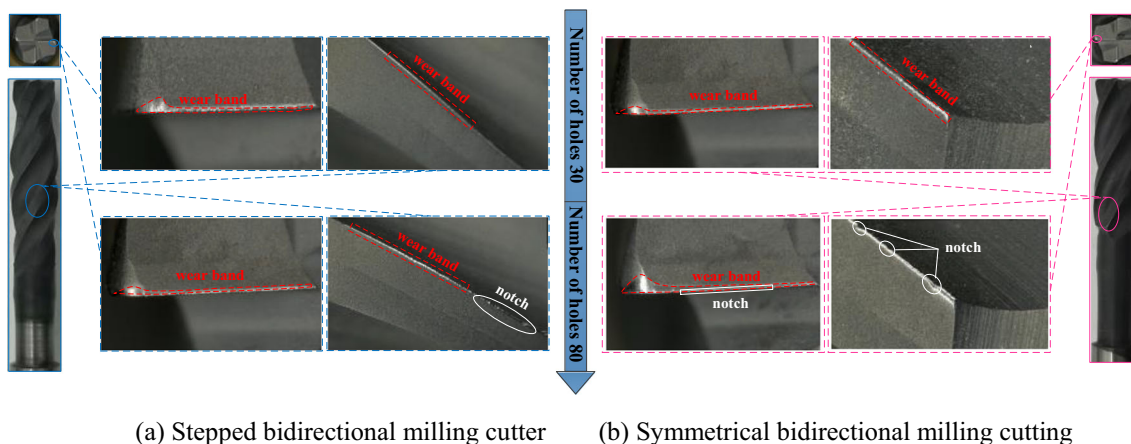 wear band
wear band
Number of holes 30
wear band
wear band
wear band
wear band
notch
Number of holes 80
wear band
notch
notch
(a) Stepped bidirectional milling cutter
(b) Symmetrical bidirectional milling cutting